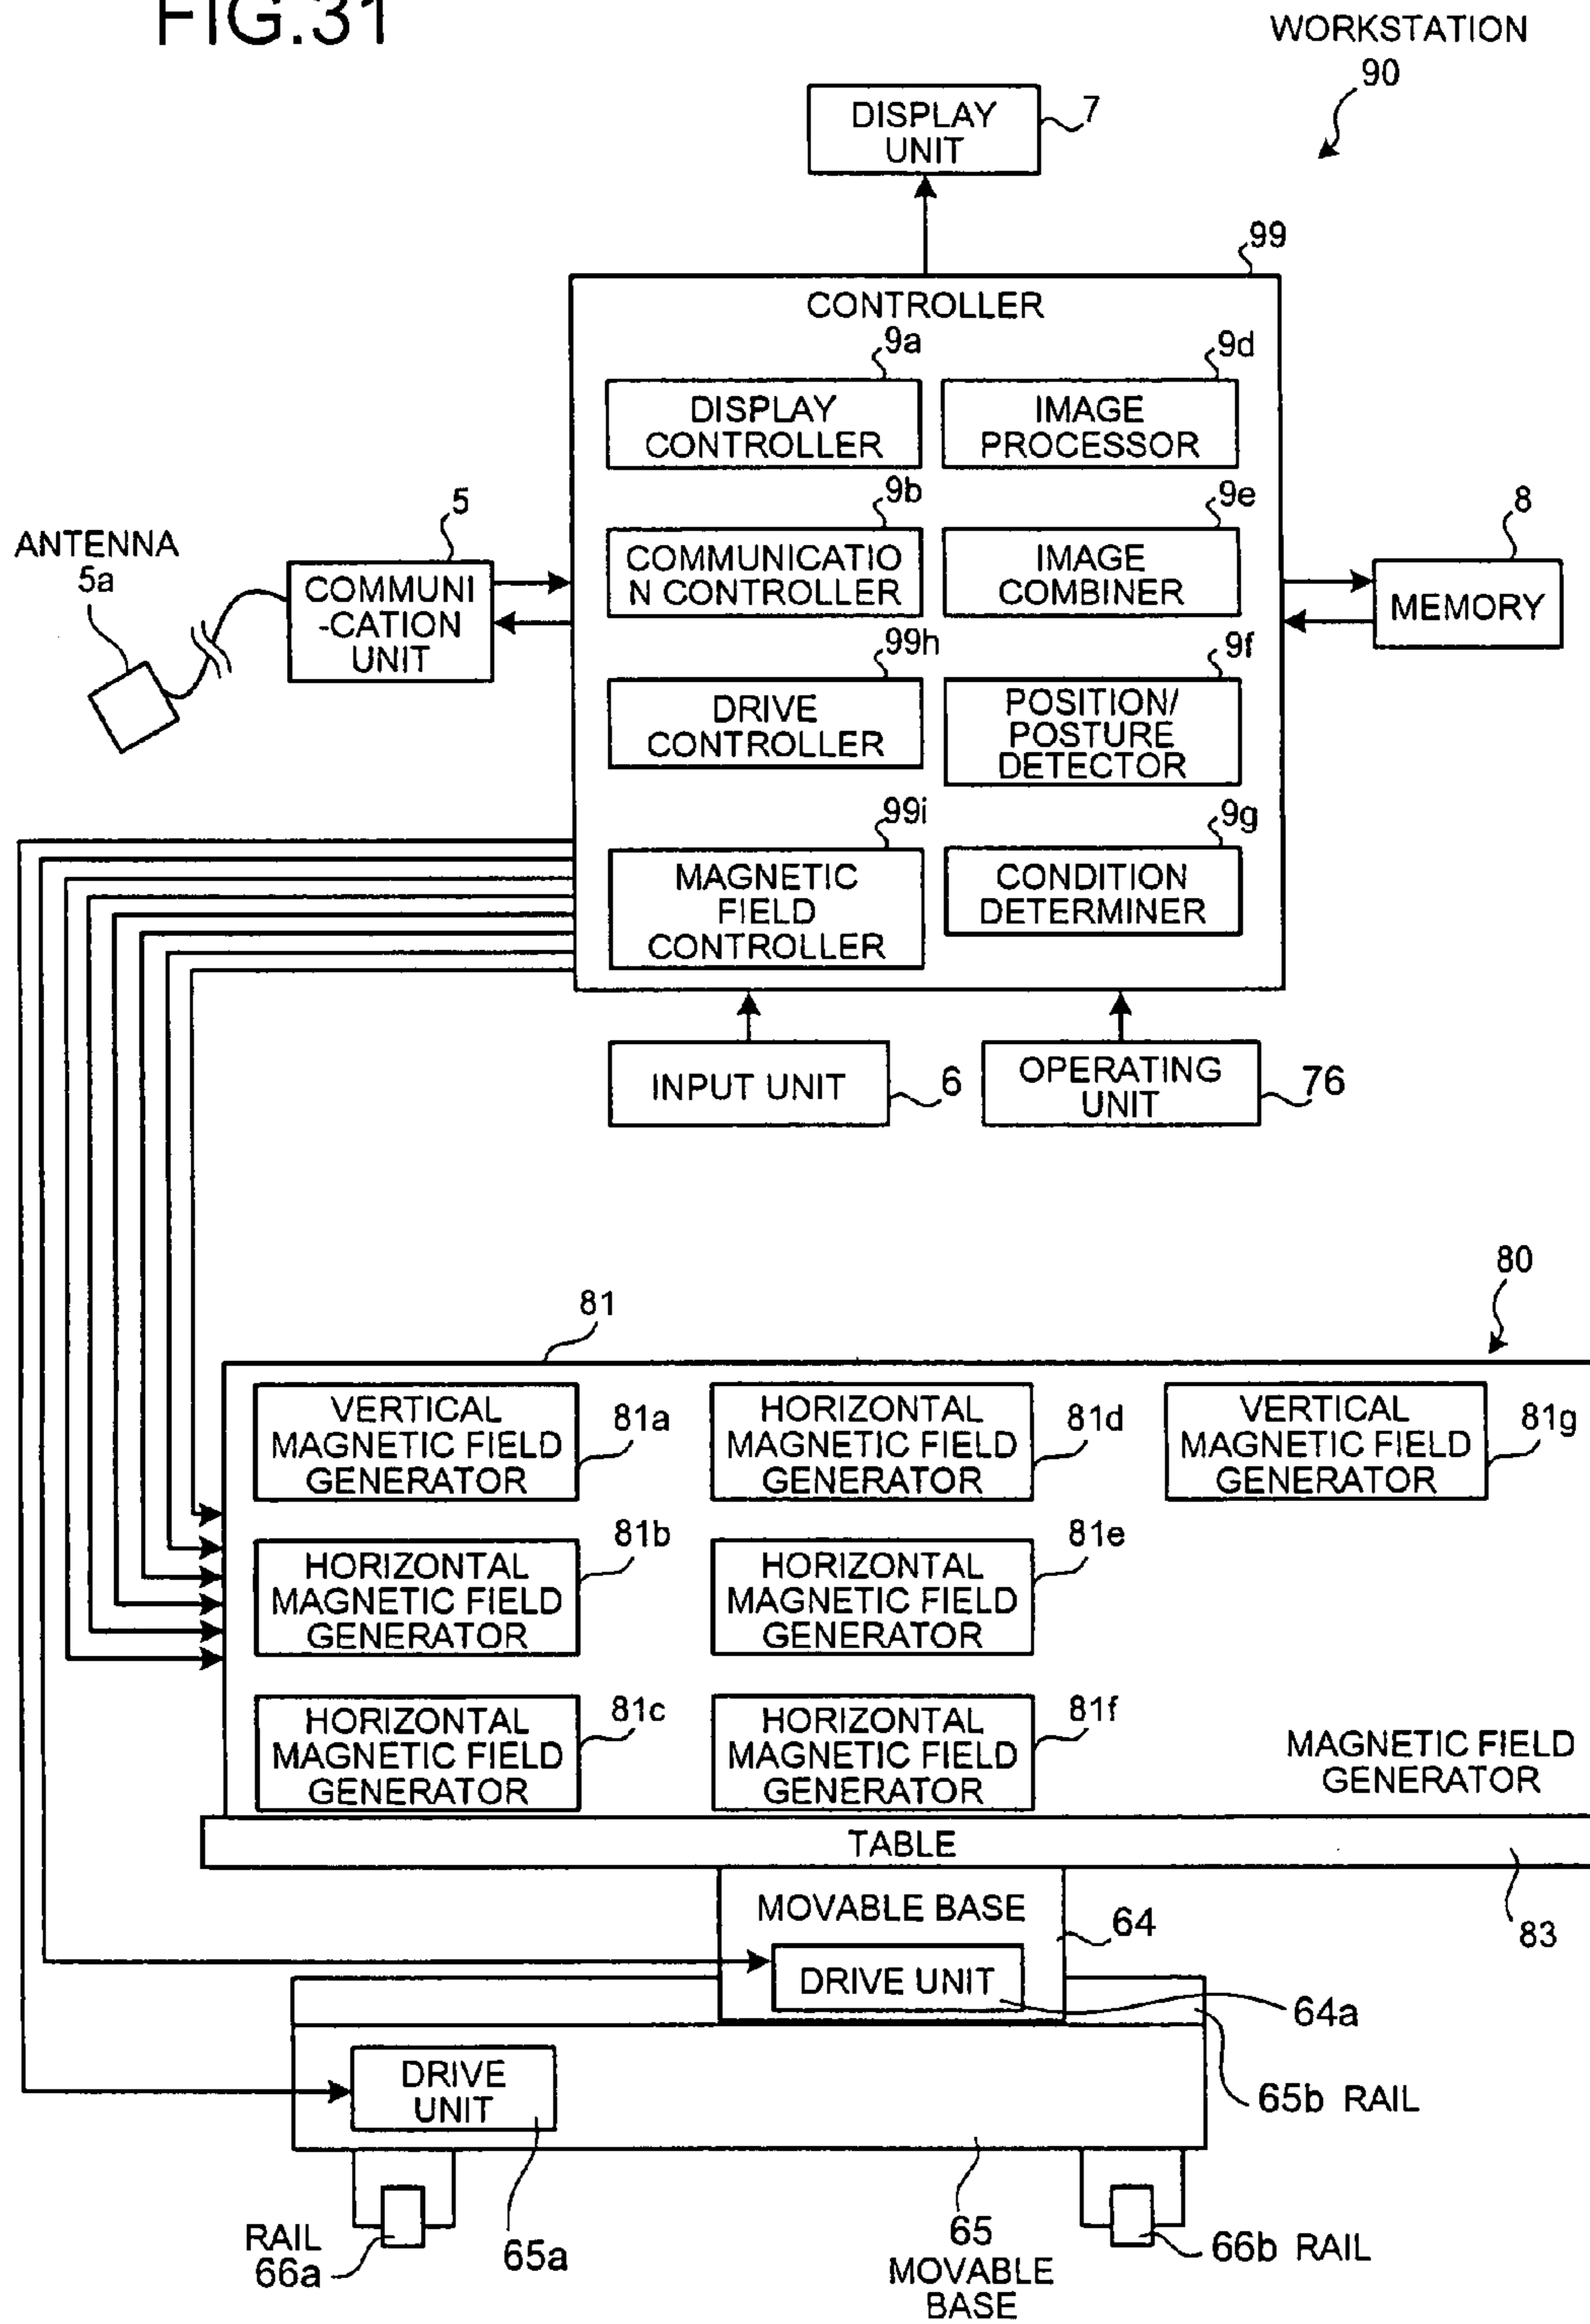 FIG.31
WORKSTATION
90
DISPLAY
UNIT
7
99
CONTROLLER
9a
DISPLAY
CONTROLLER
9d
IMAGE
PROCESSOR
9b
COMMUNICATIO
N CONTROLLER
9e
IMAGE
COMBINER
99h
DRIVE
CONTROLLER
9f
POSITION/
POSTURE
DETECTOR
99i
MAGNETIC
FIELD
CONTROLLER
9g
CONDITION
DETERMINER
ANTENNA
5a
5
COMMUNI
-CATION
UNIT
8
MEMORY
INPUT UNIT
6
OPERATING
UNIT
76
80
81
VERTICAL
MAGNETIC FIELD
GENERATOR
81a
HORIZONTAL
MAGNETIC FIELD
GENERATOR
81d
VERTICAL
MAGNETIC FIELD
GENERATOR
81g
HORIZONTAL
MAGNETIC FIELD
GENERATOR
81b
HORIZONTAL
MAGNETIC FIELD
GENERATOR
81e
HORIZONTAL
MAGNETIC FIELD
GENERATOR
81c
HORIZONTAL
MAGNETIC FIELD
GENERATOR
81f
MAGNETIC FIELD
GENERATOR
TABLE
83
MOVABLE BASE
64
DRIVE UNIT
64a
DRIVE
UNIT
65b RAIL
RAIL
66a
65a
65
MOVABLE
BASE
66b RAIL